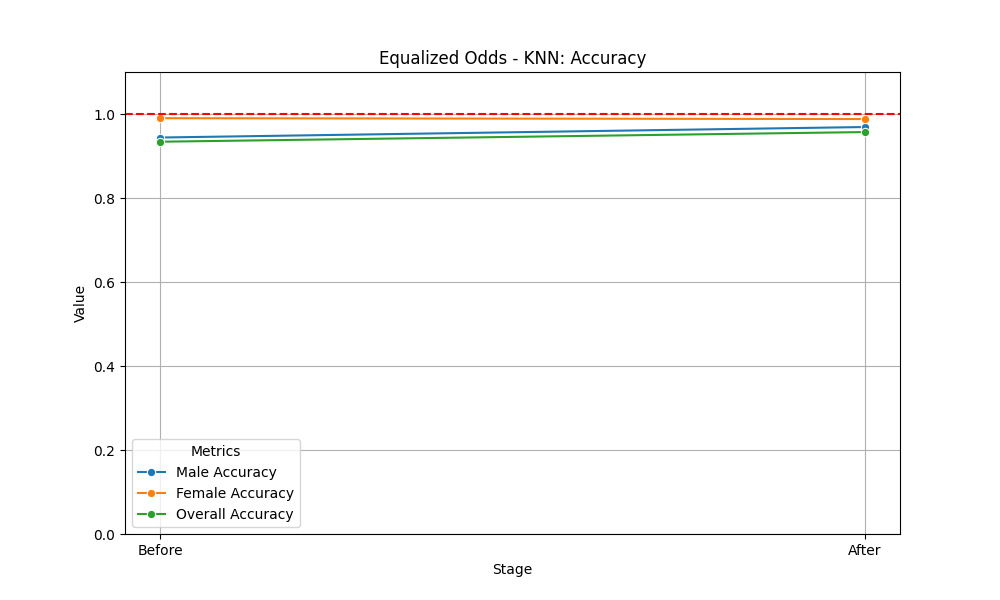 Equalized Odds - KNN: Accuracy
1.0
0.8
0.6
0.4
0.2
0.0
Value
Metrics
Male Accuracy
Female Accuracy
Overall Accuracy
Before
After
Stage